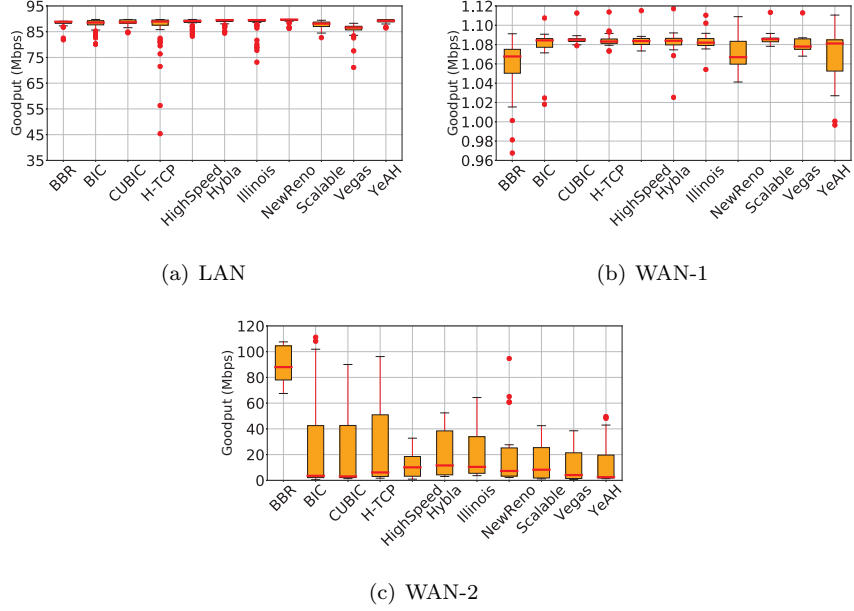 Goodput (Mbps)
95
85
75
65
55
45
35
BBR
BIC
CUBIC
H-TCP
HighSpeed
Hybla
Illinois
NewReno
Scalable
Vegas
YeAH
(a) LAN
Goodput (Mbps)
1.12
1.10
1.08
1.06
1.04
1.02
1.00
0.98
0.96
BBR
BIC
CUBIC
H-TCP
HighSpeed
Hybla
Illinois
NewReno
Scalable
Vegas
YeAH
(b) WAN-1
Goodput (Mbps)
120
100
80
60
40
20
0
BBR
BIC
CUBIC
H-TCP
HighSpeed
Hybla
Illinois
NewReno
Scalable
Vegas
YeAH
(c) WAN-2